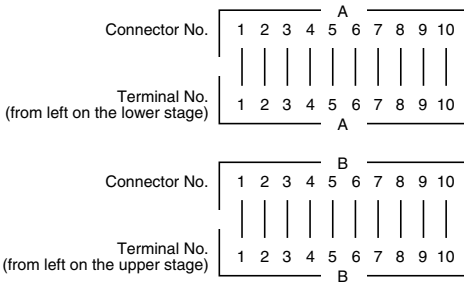 A
Connector No. 1 2 3 4 5 6 7 8 9 10
Terminal No.
(from left on the lower stage) 1 2 3 4 5 6 7 8 9 10
A
B
Connector No. 1 2 3 4 5 6 7 8 9 10
Terminal No.
(from left on the upper stage) 1 2 3 4 5 6 7 8 9 10
B